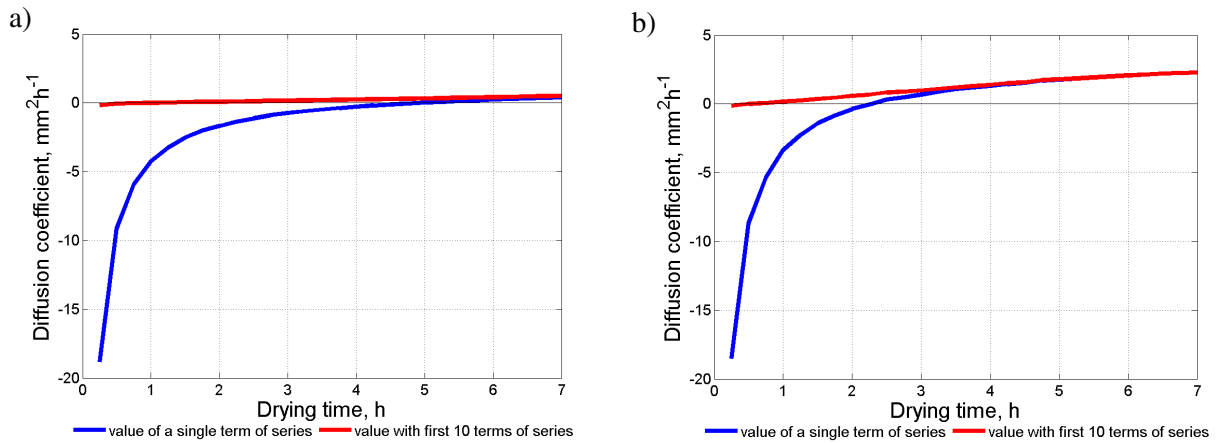 a)
5
0
-5
-10
-15
-20
Diffusion coefficient, mm²h⁻¹
0 1 2 3 4 5 6 7
Drying time, h
value of a single term of series value with first 10 terms of series
b)
5
0
-5
-10
-15
-20
Diffusion coefficient, mm²h⁻¹
0 1 2 3 4 5 6 7
Drying time, h
value of a single term of series value with first 10 terms of series